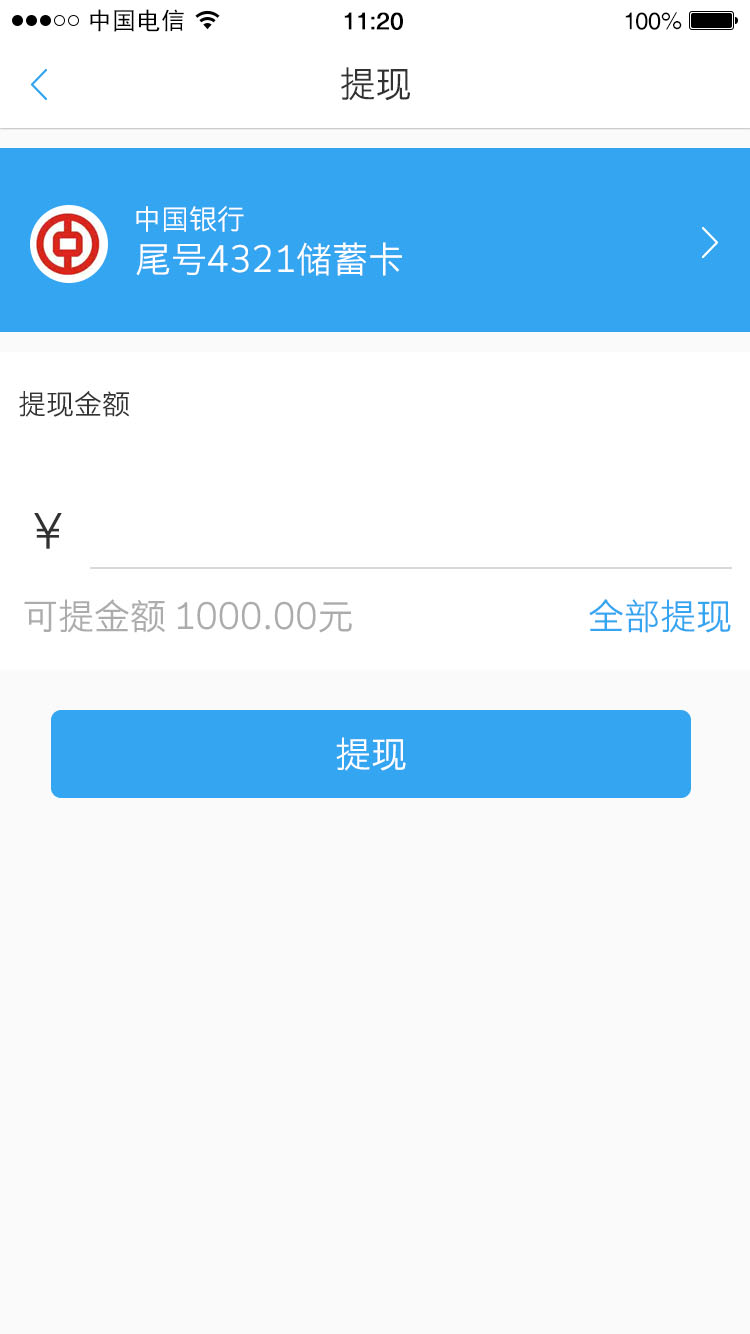 中国电信 11:20 100%
提现
中国银行
尾号4321储蓄卡
提现金额
¥
可提金额 1000.00元 全部提现
提现